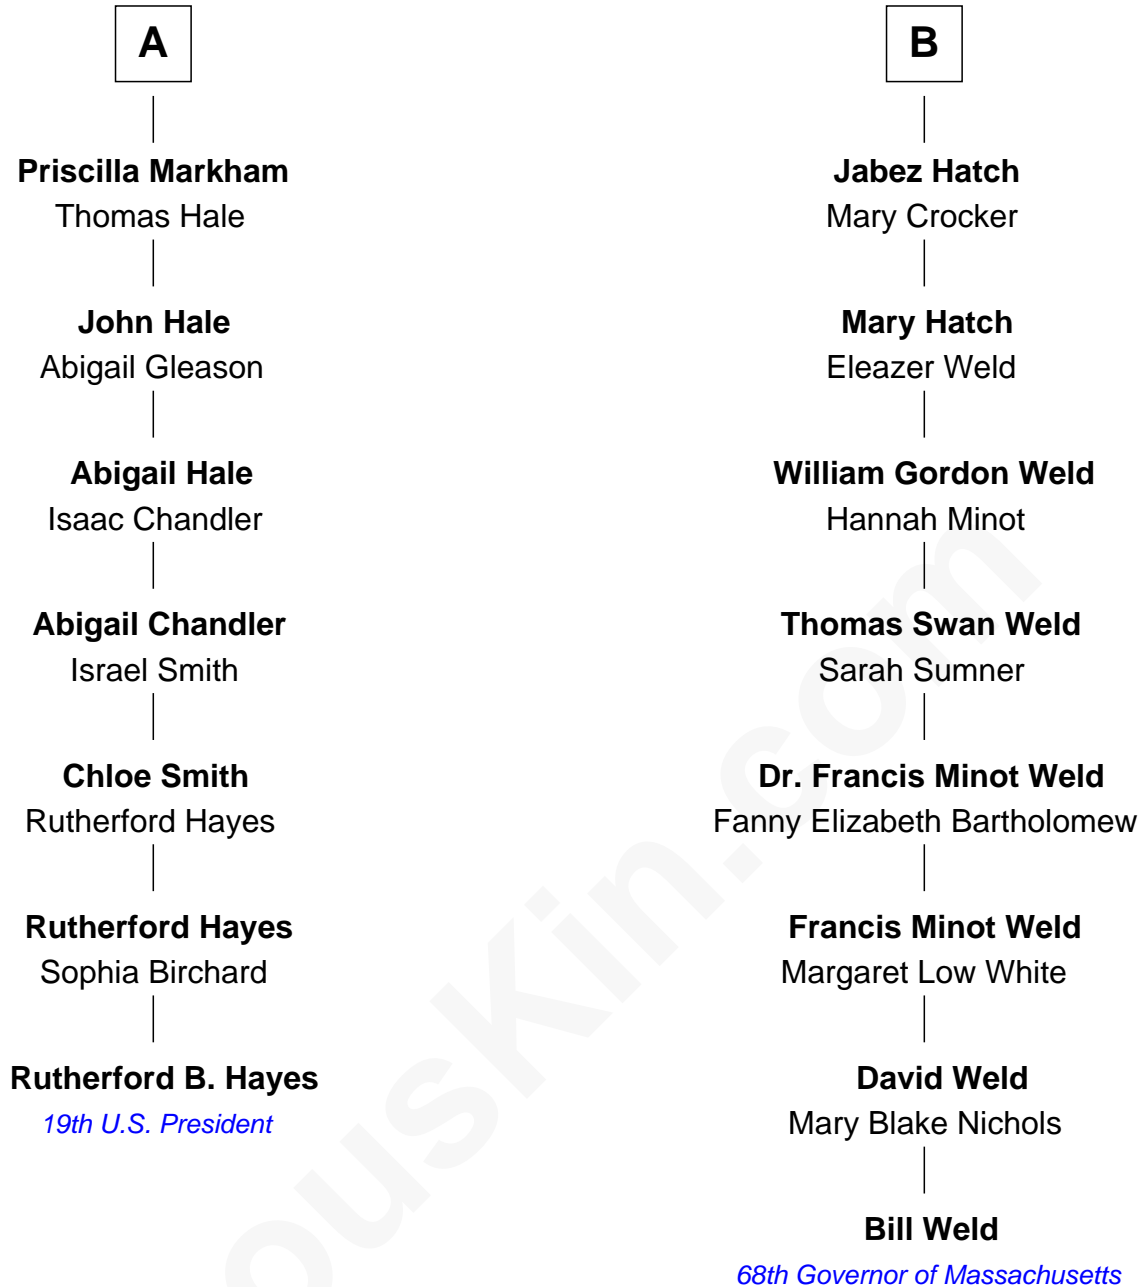 A
Priscilla Markham
Thomas Hale
John Hale
Abigail Gleason
Abigail Hale
Isaac Chandler
Abigail Chandler
Israel Smith
Chloe Smith
Rutherford Hayes
Rutherford Hayes
Sophia Birchard
Rutherford B. Hayes
19th U.S. President
B
Jabez Hatch
Mary Crocker
Mary Hatch
Eleazer Weld
William Gordon Weld
Hannah Minot
Thomas Swan Weld
Sarah Sumner
Dr. Francis Minot Weld
Fanny Elizabeth Bartholomew
Francis Minot Weld
Margaret Low White
David Weld
Mary Blake Nichols
Bill Weld
68th Governor of Massachusetts
ousKin.com